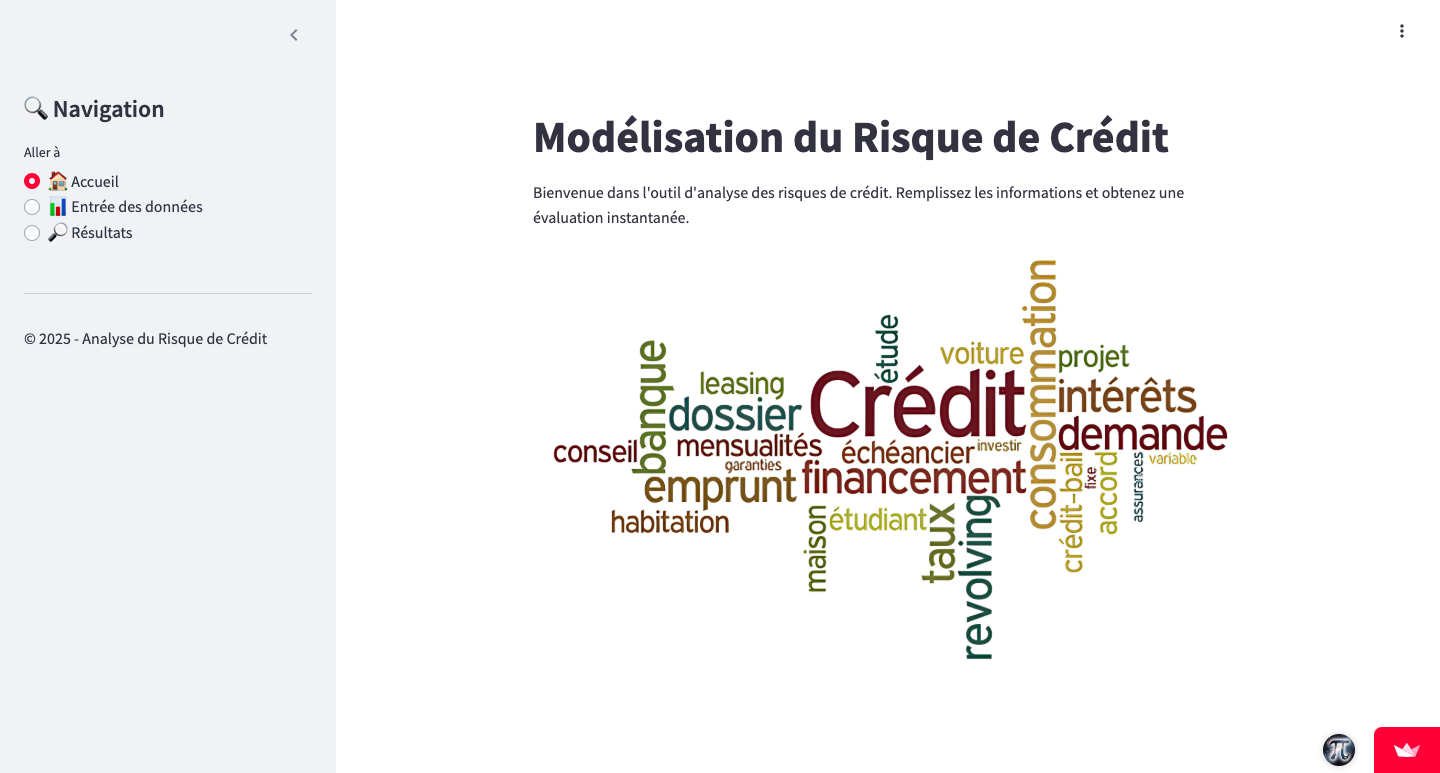 Navigation
Aller à
Accueil
Entrée des données
Résultats
© 2025 - Analyse du Risque de Crédit
Modélisation du Risque de Crédit
Bienvenue dans l'outil d'analyse des risques de crédit. Remplissez les informations et obtenez une
évaluation instantanée.
consommation
étude
voiture
projet
banque
leasing
Crédit
intérêts
dossier
demande
mensualités
conseil
échéancier
investir
garanties
financement
emprunt
crédit-bail
fixe
accord
assurances
variable
habitation
maison
étudiant
taux
revolving
π